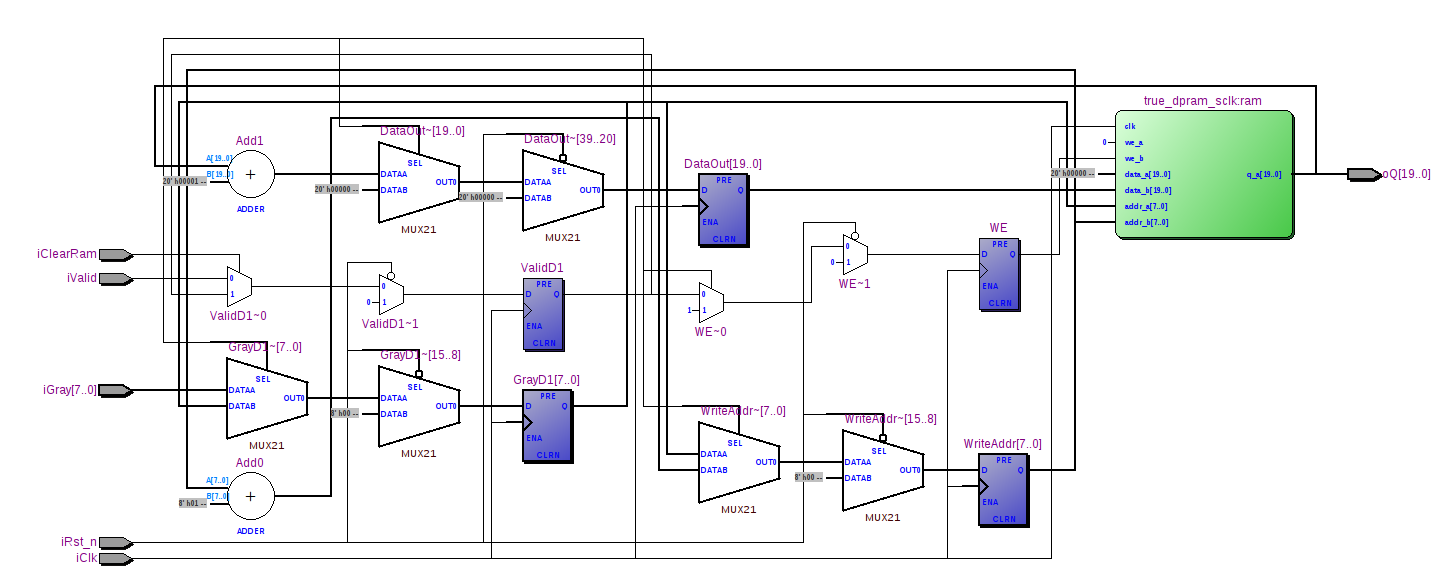 true_dpram_sclk:ram
clk
0
we_a
we_b
20' h00000 --
data_a[19..0]
data_b[19..0]
addr_a[7..0]
addr_b[7..0]
q_a[19..0]
oQ[19..0]
Add1
A[19..0]
20' h00001 --
B[19..0]
+
ADDER
DataOut~[19..0]
SEL
DATAA
20' h00000 --
DATAB
OUT0
MUX21
DataOut~[39..20]
SEL
DATAA
20' h00000 --
DATAB
OUT0
MUX21
DataOut[19..0]
PRE
D
Q
ENA
CLRN
iClearRam
iValid
0
1
ValidD1~0
0
0
1
ValidD1~1
ValidD1
PRE
D
Q
ENA
CLRN
0
1
1
WE~0
0
0
1
WE~1
WE
PRE
D
Q
ENA
CLRN
iGray[7..0]
GrayD1~[7..0]
SEL
DATAA
DATAB
OUT0
MUX21
GrayD1~[15..8]
SEL
DATAA
8' h00 --
DATAB
OUT0
MUX21
GrayD1[7..0]
PRE
D
Q
ENA
CLRN
Add0
A[7..0]
8' h01 --
B[7..0]
+
ADDER
WriteAddr~[7..0]
SEL
DATAA
DATAB
OUT0
MUX21
WriteAddr~[15..8]
SEL
DATAA
8' h00 --
DATAB
OUT0
MUX21
WriteAddr[7..0]
PRE
D
Q
ENA
CLRN
iRst_n
iClk